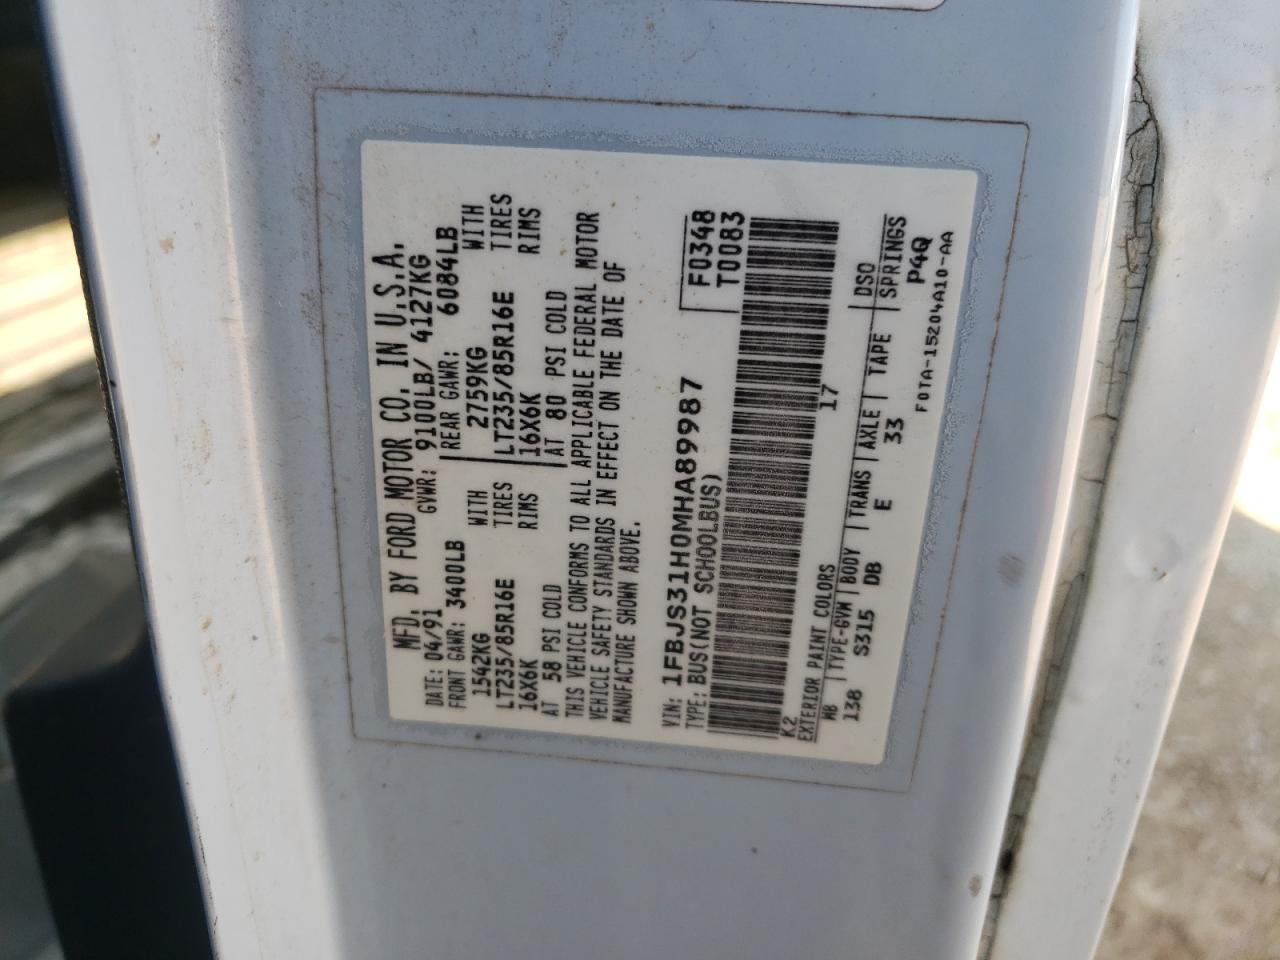 MFD. BY FORD MOTOR CO. IN U.S.A.
DATE: 04/91 GVWR: 9100LB/ 4127KG
FRONT GAWR: 3400LB REAR GAWR: 6084LB
1542KG WITH 2759KG WITH
LT235/85R16E TIRES LT235/85R16E TIRES
16X6K RIMS 16X6K RIMS
AT 58 PSI COLD AT 80 PSI COLD
THIS VEHICLE CONFORMS TO ALL APPLICABLE FEDERAL MOTOR
VEHICLE SAFETY STANDARDS IN EFFECT ON THE DATE OF
MANUFACTURE SHOWN ABOVE.
VIN: 1FBJS31H0MHA89987 F0348
TYPE: BUS(NOT SCHOOLBUS) T0083
K2 17
EXTERIOR PAINT COLORS DSO
WB TYPE-GVW BODY TRANS AXLE TAPE SPRINGS
138 S315 DB E 33 P4Q
F0TA-15204A10-AA